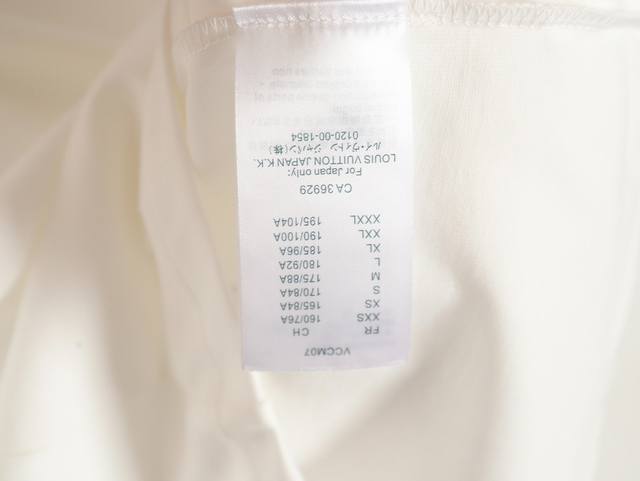 VCCM07
FR CH
XXS 160/76A
XS 165/84A
S 170/84A
M 175/88A
L 180/92A
XL 185/96A
XXL 190/100A
XXXL 195/104A
CA 36929
For Japan only:
LOUIS VUITTON JAPAN K.K.
ルイ・ヴィトン ジャパン(株)
0120-00-1854